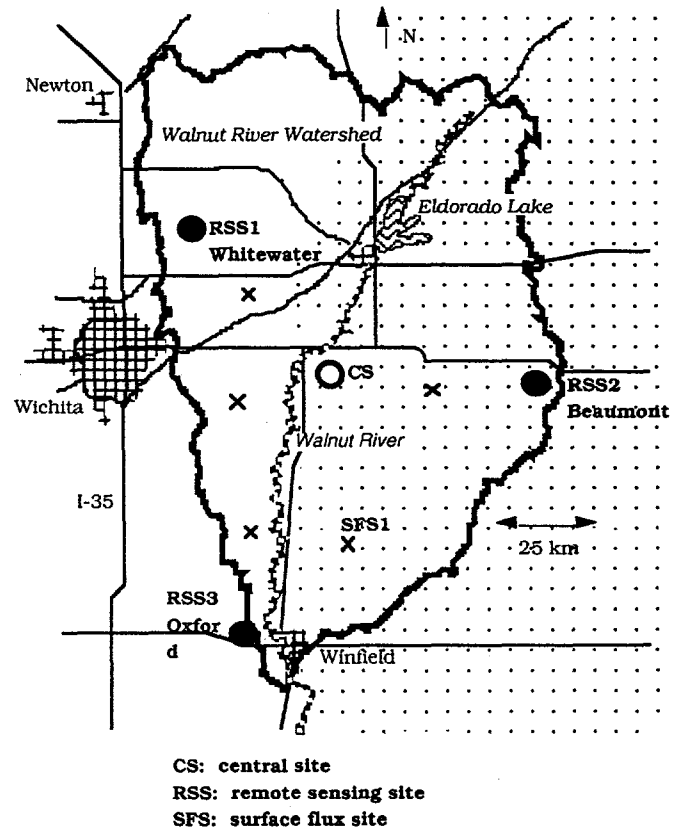 N
Newton
Walnut River Watershed
Eldorado Lake
RSS1
Whitewater
CS
RSS2
Beaumont
Wichita
Walnut River
I-35
SFS1
25 km
RSS3
Oxfor
d
Winfield
CS: central site
RSS: remote sensing site
SFS: surface flux site